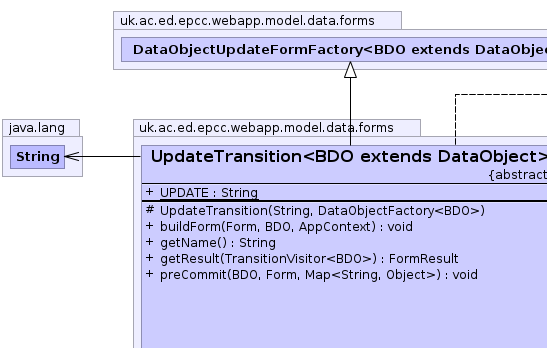 uk.ac.ed.epcc.webapp.model.data.forms
DataObjectUpdateFormFactory<BDO extends DataObjec
java.lang
String
uk.ac.ed.epcc.webapp.model.data.forms
UpdateTransition<BDO extends DataObject>
{abstract
+ UPDATE : String
# UpdateTransition(String, DataObjectFactory<BDO>)
+ buildForm(Form, BDO, AppContext) : void
+ getName() : String
+ getResult(TransitionVisitor<BDO>) : FormResult
+ preCommit(BDO, Form, Map<String, Object>) : void